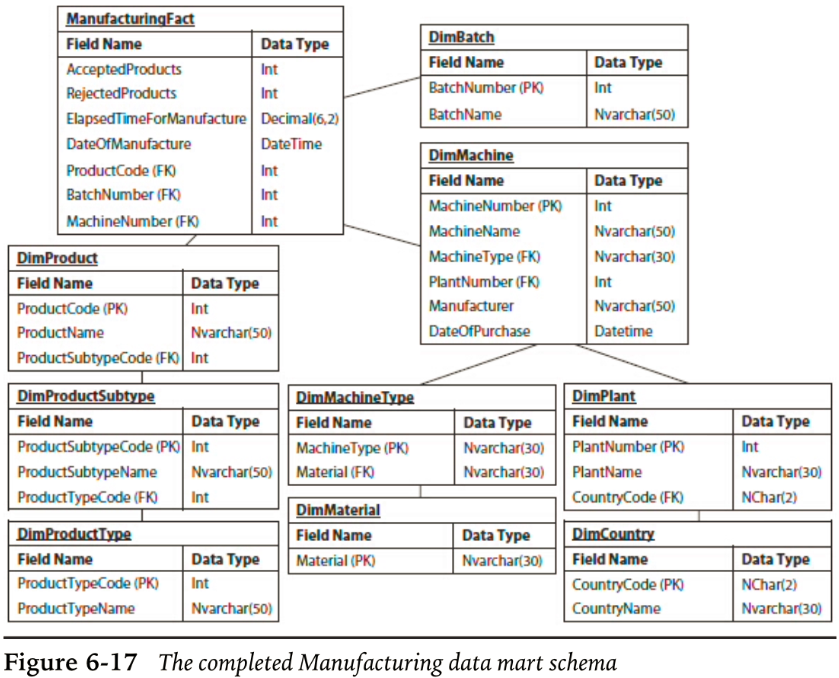 ManufacturingFact
Field Name Data Type
AcceptedProducts Int
RejectedProducts Int
ElapsedTimeForManufacture Decimal(6,2)
DateOfManufacture DateTime
ProductCode (FK) Int
BatchNumber (FK) Int
MachineNumber (FK) Int
DimBatch
Field Name Data Type
BatchNumber (PK) Int
BatchName Nvarchar(50)
DimMachine
Field Name Data Type
MachineNumber (PK) Int
MachineName Nvarchar(50)
MachineType (FK) Nvarchar(30)
PlantNumber (FK) Int
Manufacturer Nvarchar(50)
DateOfPurchase Datetime
DimProduct
Field Name Data Type
ProductCode (PK) Int
ProductName Nvarchar(50)
ProductSubtypeCode (FK) Int
DimProductSubtype
Field Name Data Type
ProductSubtypeCode (PK) Int
ProductSubtypeName Nvarchar(50)
ProductTypeCode (FK) Int
DimProductType
Field Name Data Type
ProductTypeCode (PK) Int
ProductTypeName Nvarchar(50)
DimMachineType
Field Name Data Type
MachineType (PK) Nvarchar(30)
Material (FK) Nvarchar(30)
DimMaterial
Field Name Data Type
Material (PK) Nvarchar(30)
DimPlant
Field Name Data Type
PlantNumber (PK) Int
PlantName Nvarchar(30)
CountryCode (FK) NChar(2)
DimCountry
Field Name Data Type
CountryCode (PK) NChar(2)
CountryName Nvarchar(30)
Figure 6-17 The completed Manufacturing data mart schema